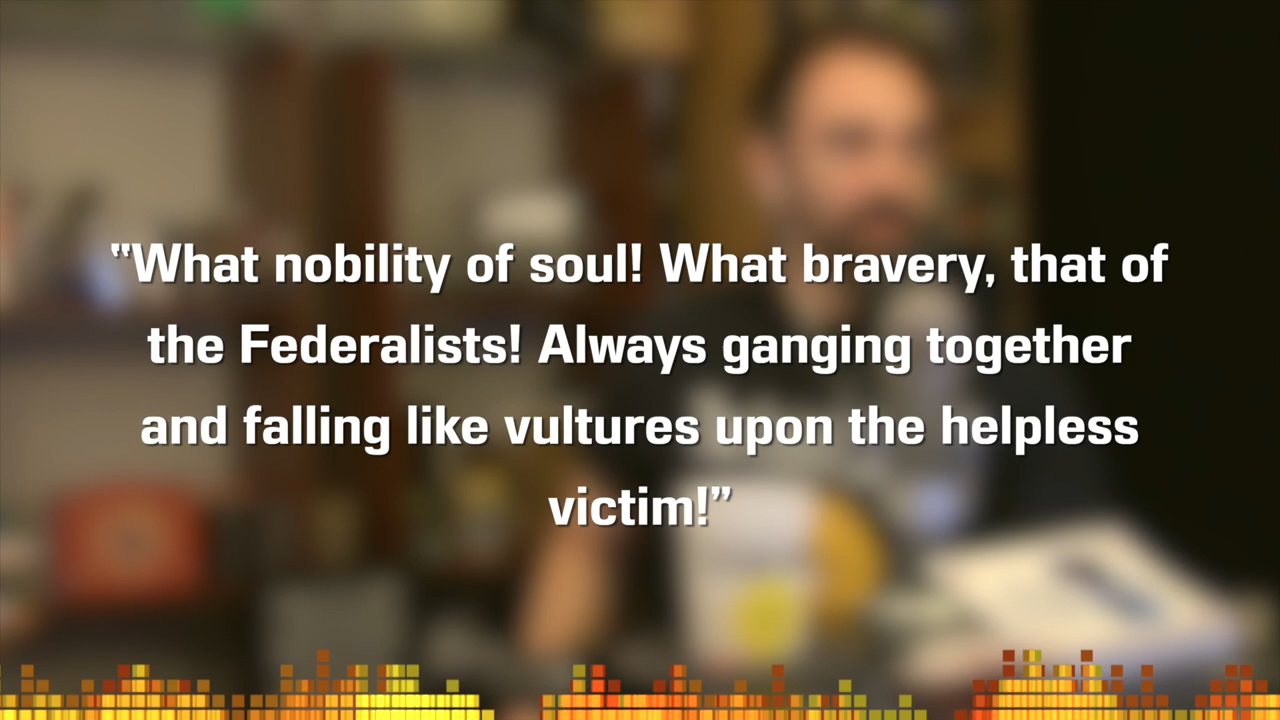 “What nobility of soul! What bravery, that of
the Federalists! Always ganging together
and falling like vultures upon the helpless
victim!”